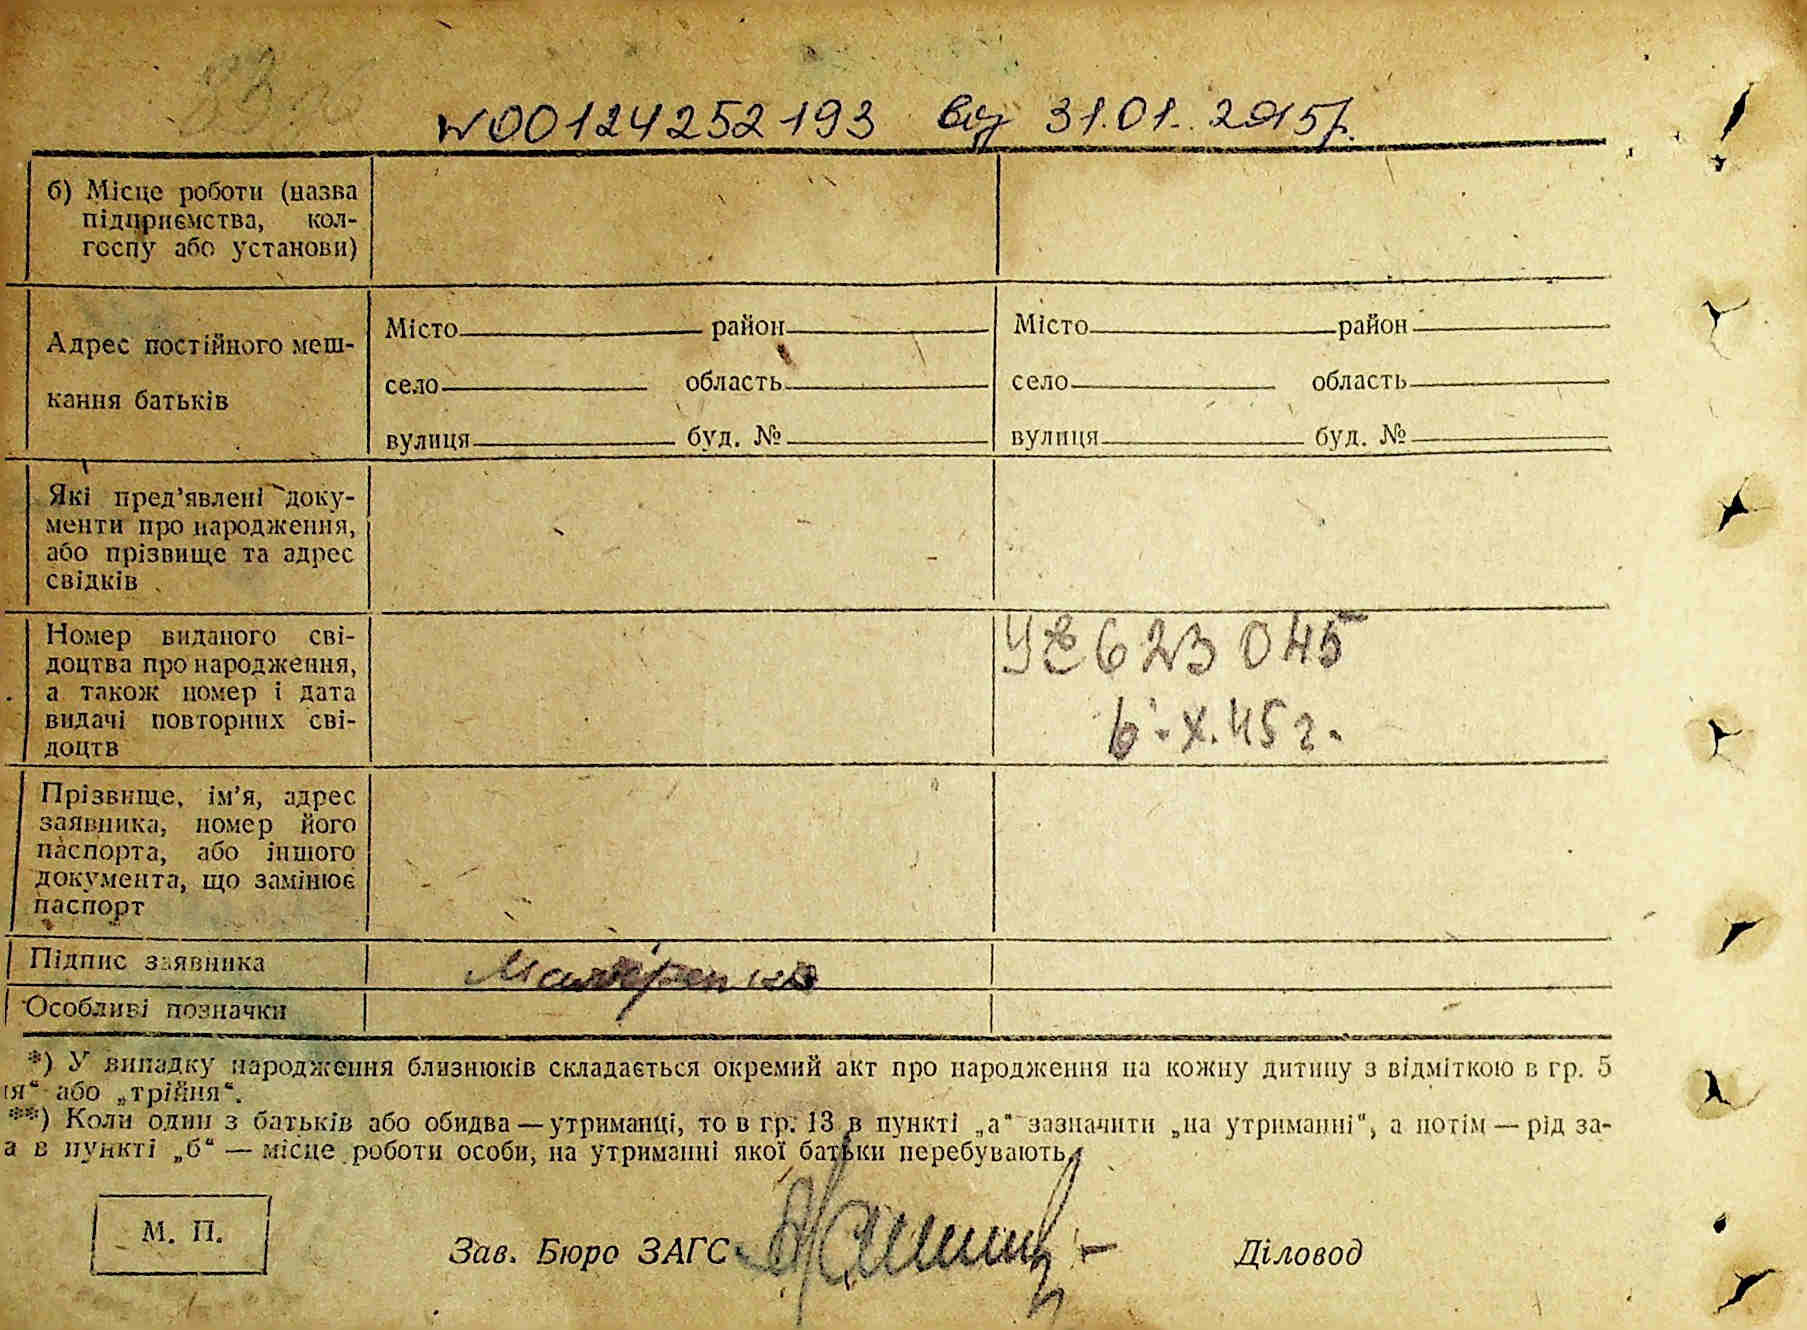 №00124252193 від 31.01.2015р.
б) Місце роботи (назва
підприємства, кол-
госпу або установи)
Адрес постійного меш-
кання батьків
Місто район
село область
вулиця буд. №
Місто район
село область
вулиця буд. №
Які пред’явлені доку-
менти про народження,
або прізвище та адрес
свідків
Номер виданого сві-
доцтва про народження,
а також номер і дата
видачі повторних сві-
доцтв
623045
6.X.45 г.
Прізвище, ім’я, адрес
заявника, номер його
паспорта, або іншого
документа, що замінює
паспорт
Підпис заявника
Особливі позначки
*) У випадку народження близнюків складається окремий акт про народження на кожну дитину з відміткою в гр. 5
ія“ або „трійня“.
**) Коли один з батьків або обидва — утриманці, то в гр. 13 в пункті „а“ зазначити „на утриманні“, а потім — рід за-
а в пункті „б“ — місце роботи особи, на утриманні якої батьки перебувають.
М. П.
Зав. Бюро ЗАГС
Діловод